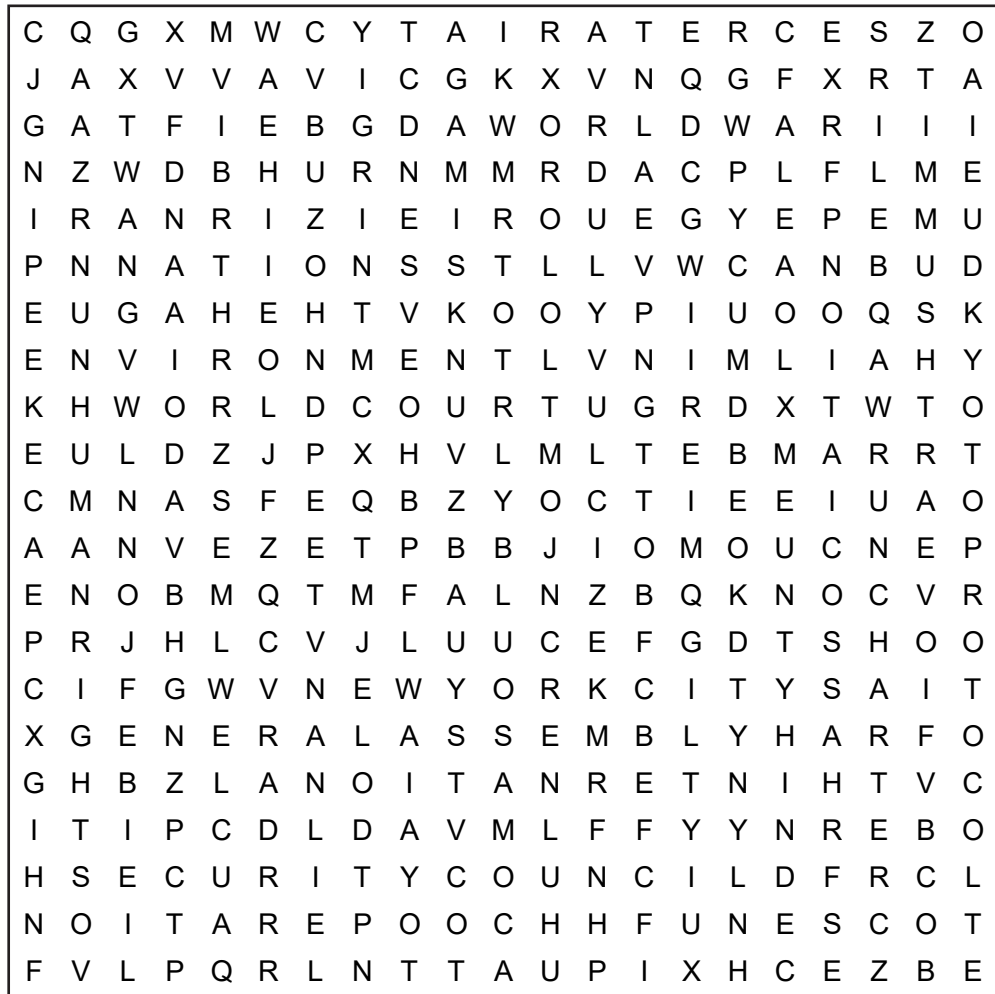 C Q G X M W C Y T A I R A T E R C E S Z O
J A X V V A V I C G K X V N Q G F X R T A
G A T F I E B G D A W O R L D W A R I I I
N Z W D B H U R N M M R D A C P L F L M E
I R A N R I Z I E I R O U E G Y E P E M U
P N N A T I O N S S T L L V W C A N B U D
E U G A H E H T V K O O Y P I U O O Q S K
E N V I R O N M E N T L V N I M L I A H Y
K H W O R L D C O U R T U G R D X T W T O
E U L D Z J P X H V L M L T E B M A R R T
C M N A S F E Q B Z Y O C T I E E I U A O
A A N V E Z E T P B B J I O M O U C N E P
E N O B M Q T M F A L N Z B Q K N O C V R
P R J H L C V J L U U C E F G D T S H O O
C I F G W V N E W Y O R K C I T Y S A I T
X G E N E R A L A S S E M B L Y H A R F O
G H B Z L A N O I T A N R E T N I H T V C
I T I P C D L D A V M L F F Y Y N R E B O
H S E C U R I T Y C O U N C I L D F R C L
N O I T A R E P O O C H H F U N E S C O T
F V L P Q R L N T T A U P I X H C E Z B E